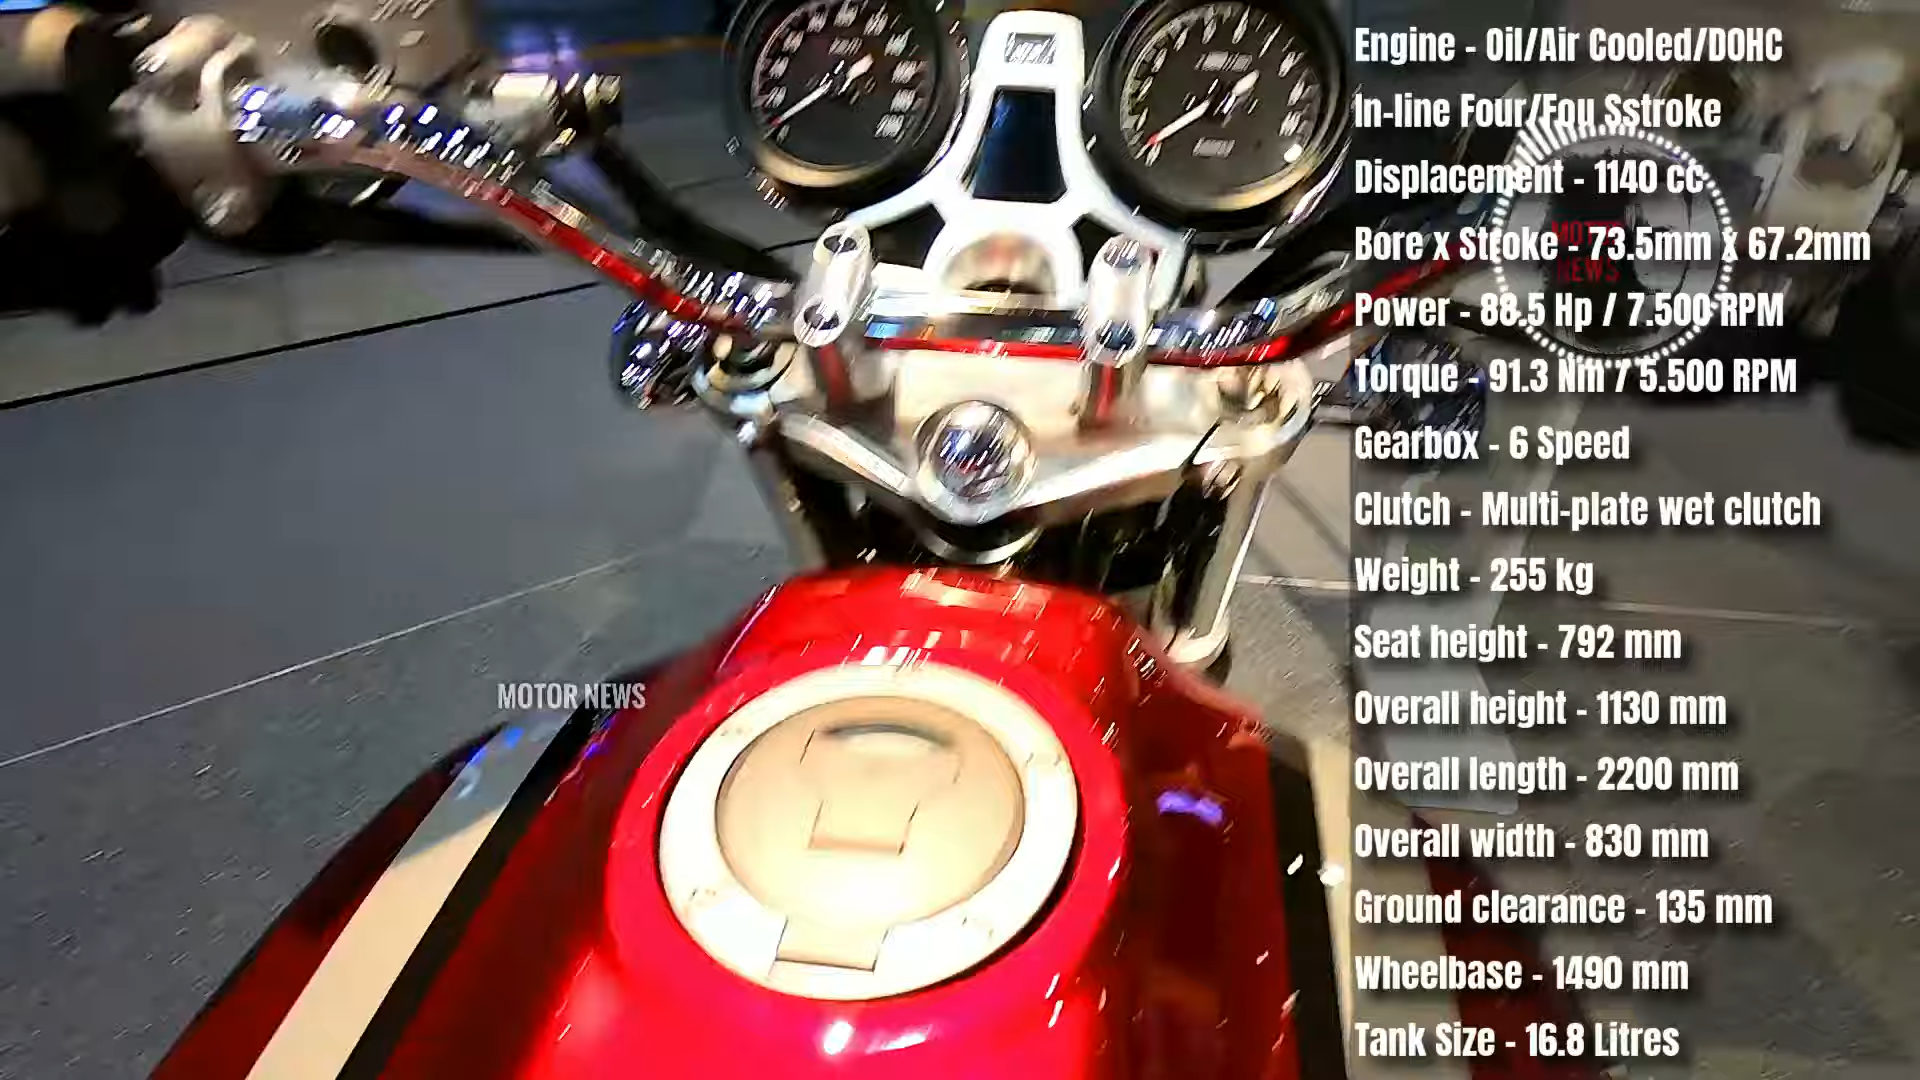 Engine - Oil/Air Cooled/DOHC
In-line Four/Fou Sstroke
Displacement - 1140 cc
Bore x Stroke - 73.5mm x 67.2mm
Power - 88.5 Hp / 7.500 RPM
Torque - 91.3 Nm / 5.500 RPM
Gearbox - 6 Speed
Clutch - Multi-plate wet clutch
Weight - 255 kg
Seat height - 792 mm
Overall height - 1130 mm
Overall length - 2200 mm
Overall width - 830 mm
Ground clearance - 135 mm
Wheelbase - 1490 mm
Tank Size - 16.8 Litres
MOTOR NEWS
NEWS